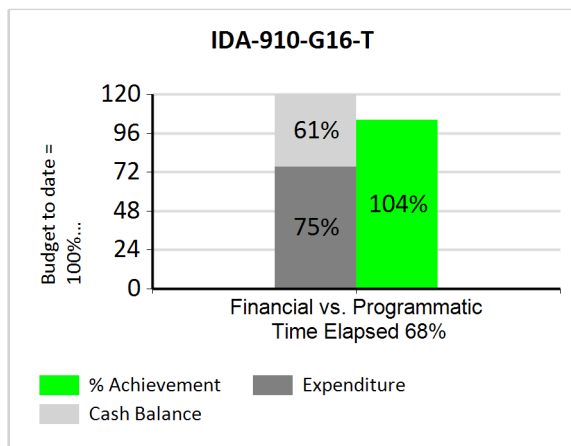 IDA-910-G16-T
Budget to date =
100%...
120
96
72
48
24
0
61%
75%
104%
Financial vs. Programmatic
Time Elapsed 68%
% Achievement
Expenditure
Cash Balance